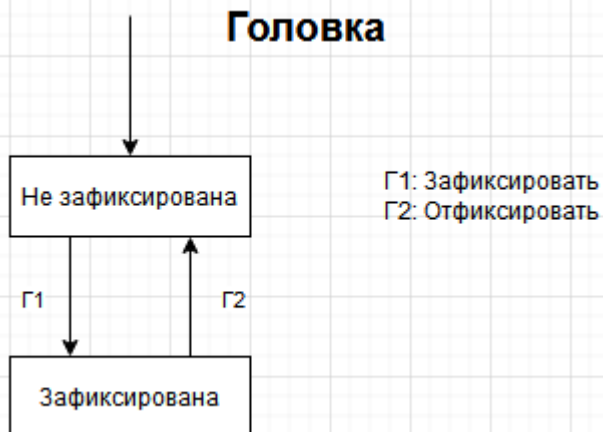 Головка
Не зафиксирована
Г1: Зафиксировать
Г2: Отфиксировать
Г1
Г2
Зафиксирована